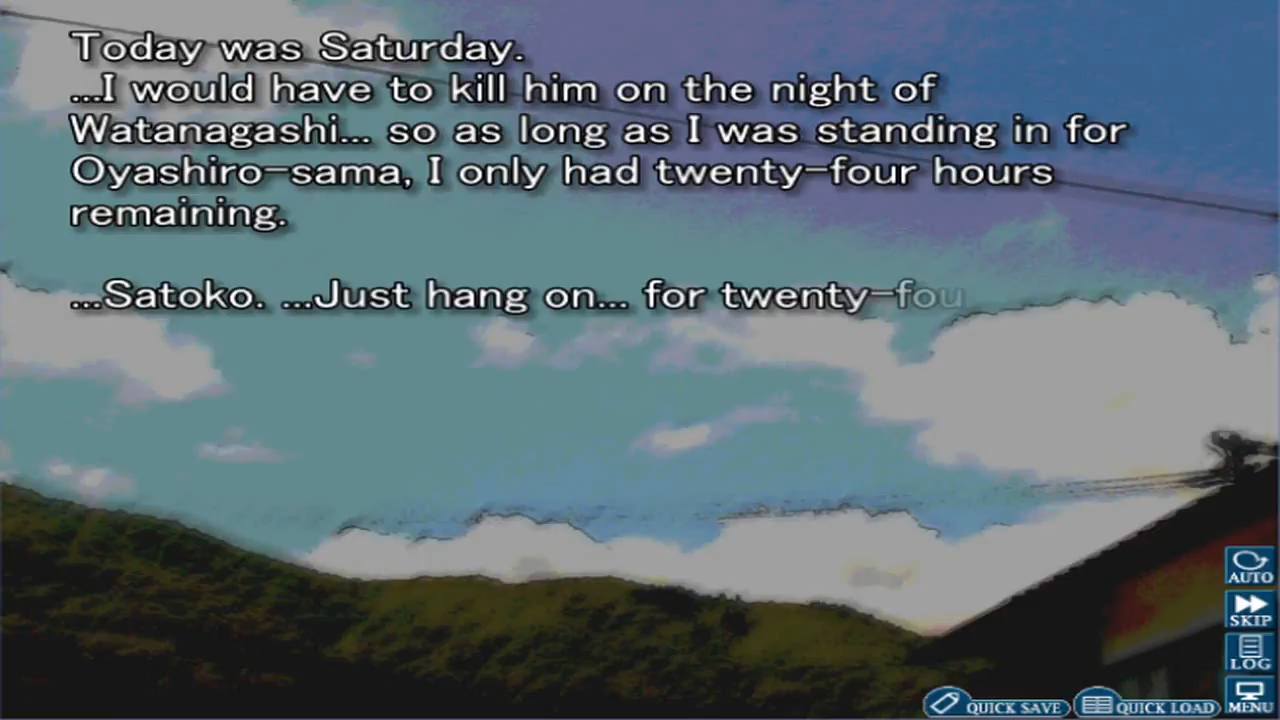 Today was Saturday.
...I would have to kill him on the night of
Watanagashi... so as long as I was standing in for
Oyashiro-sama, I only had twenty-four hours
remaining.
...Satoko. ...Just hang on... for twenty-fou
AUTO
SKIP
LOG
QUICK SAVE
QUICK LOAD
MENU